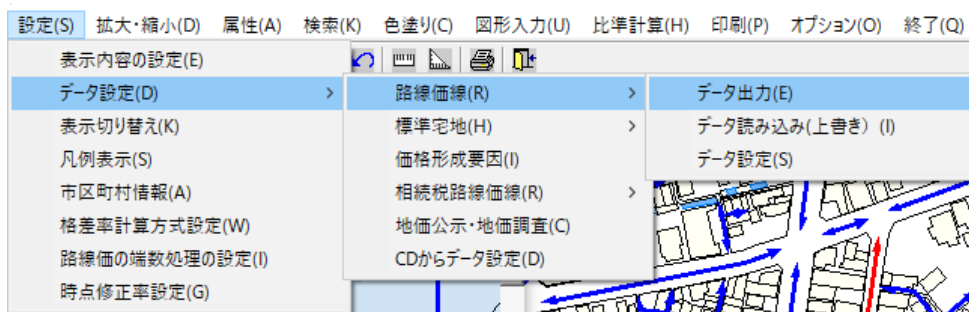 設定(S) 拡大・縮小(D) 属性(A) 検索(K) 色塗り(C) 図形入力(U) 比準計算(H) 印刷(P) オプション(O) 終了(Q)
表示内容の設定(E)
データ設定(D)
表示切り替え(K)
凡例表示(S)
市区町村情報(A)
格差率計算方式設定(W)
路線価の端数処理の設定(I)
時点修正率設定(G)
路線価線(R)
標準宅地(H)
価格形成要因(I)
相続税路線価線(R)
地価公示・地価調査(C)
CDからデータ設定(D)
データ出力(E)
データ読み込み(上書き) (I)
データ設定(S)